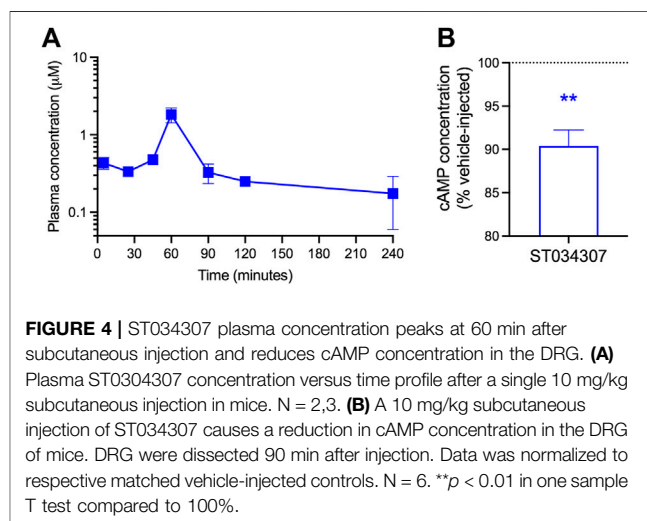 A
B
Plasma concentration (μM)
10
1
0.1
0 30 60 90 120 150 180 210 240
Time (minutes)
cAMP concentration
(% vehicle-injected)
100
95
90
85
80
**
ST034307
FIGURE 4 | ST034307 plasma concentration peaks at 60 min after
subcutaneous injection and reduces cAMP concentration in the DRG. (A)
Plasma ST0304307 concentration versus time profile after a single 10 mg/kg
subcutaneous injection in mice. N = 2,3. (B) A 10 mg/kg subcutaneous
injection of ST034307 causes a reduction in cAMP concentration in the DRG
of mice. DRG were dissected 90 min after injection. Data was normalized to
respective matched vehicle-injected controls. N = 6. **p < 0.01 in one sample
T test compared to 100%.